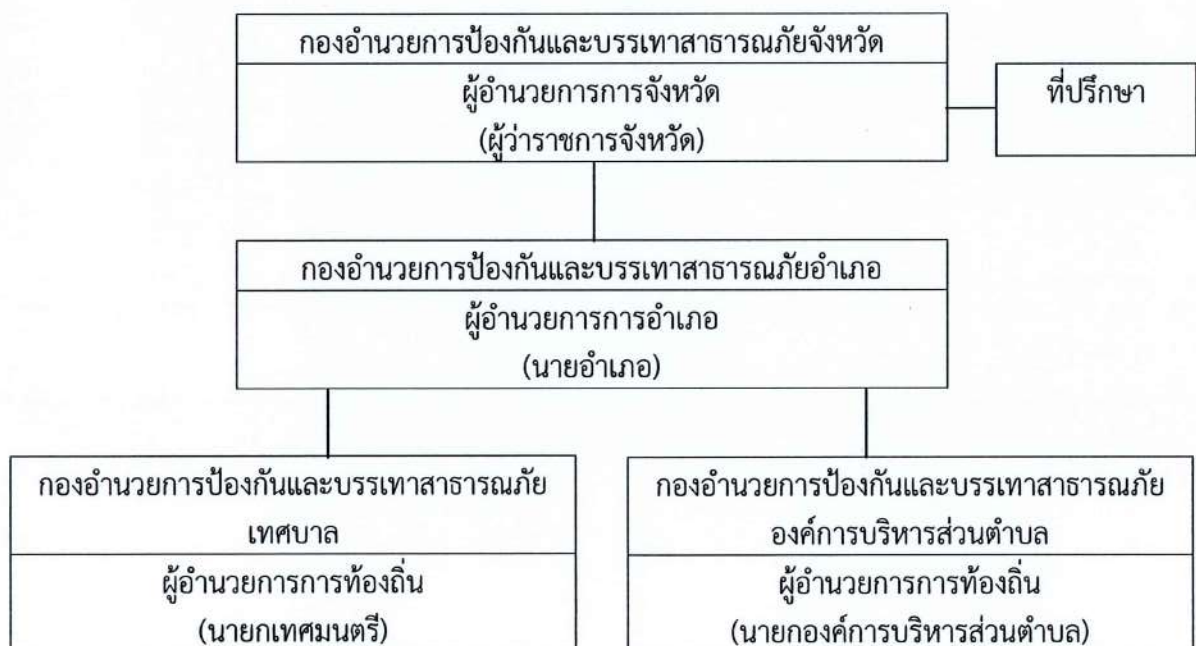 กองอำนวยการป้องกันและบรรเทาสาธารณภัยจังหวัด
ผู้อำนวยการการจังหวัด
(ผู้ว่าราชการจังหวัด)
ที่ปรึกษา
กองอำนวยการป้องกันและบรรเทาสาธารณภัยอำเภอ
ผู้อำนวยการการอำเภอ
(นายอำเภอ)
กองอำนวยการป้องกันและบรรเทาสาธารณภัย
เทศบาล
ผู้อำนวยการการท้องถิ่น
(นายกเทศมนตรี)
กองอำนวยการป้องกันและบรรเทาสาธารณภัย
องค์การบริหารส่วนตำบล
ผู้อำนวยการการท้องถิ่น
(นายกองค์การบริหารส่วนตำบล)